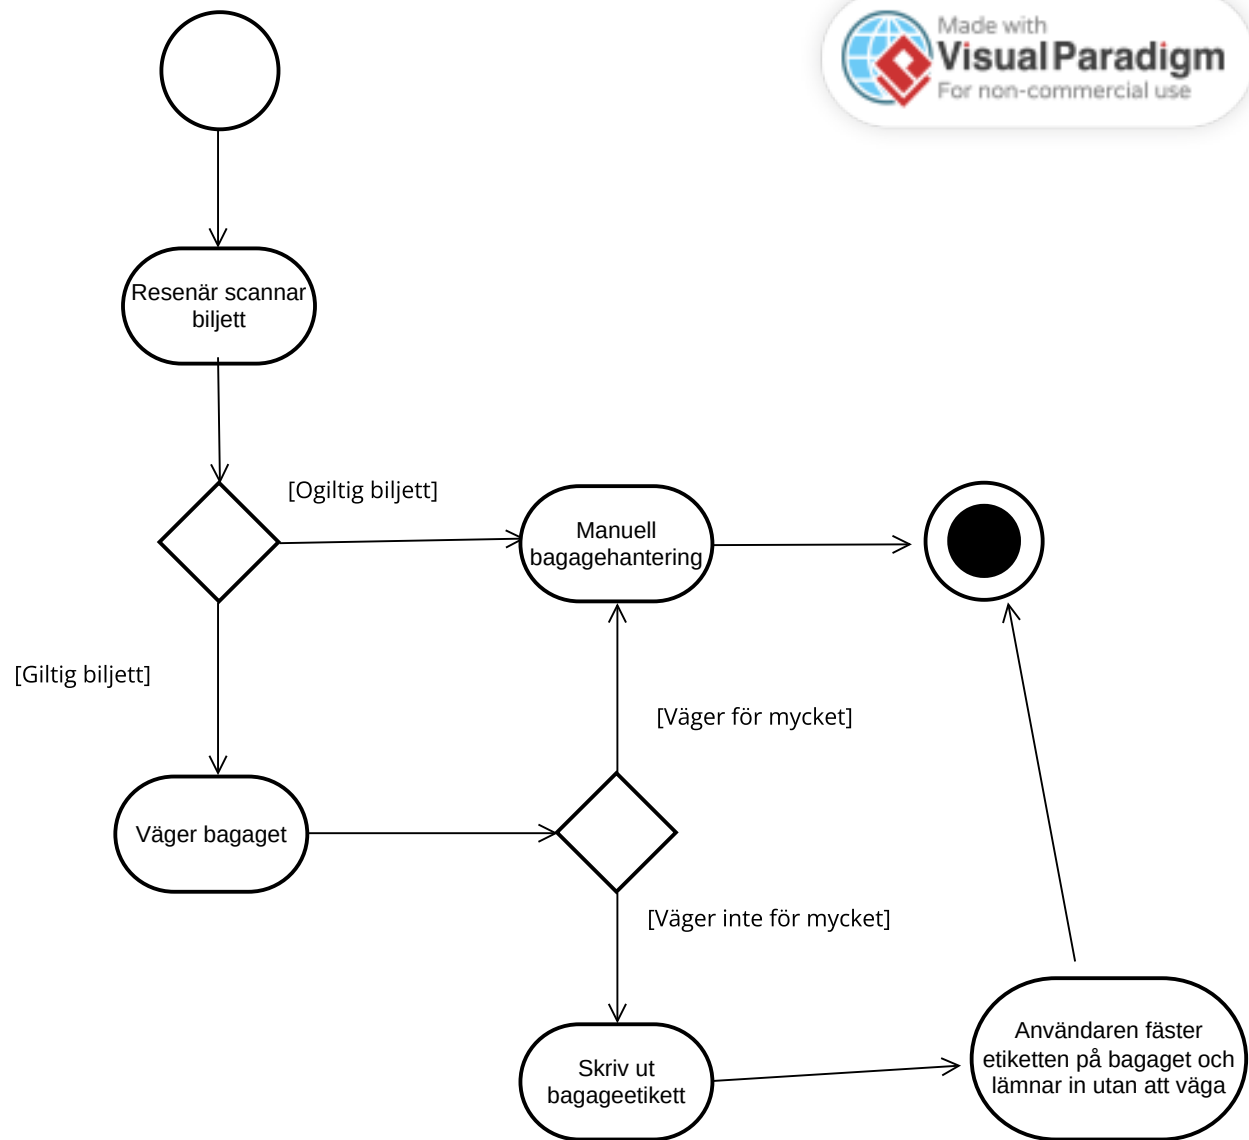 Made with
Visual Paradigm
For non-commercial use
Resenär scannar
biljett
[Ogiltig biljett]
Manuell
bagagehantering
[Giltig biljett]
[Väger för mycket]
Väger bagaget
[Väger inte för mycket]
Skriv ut
bagageetikett
Användaren fäster
etiketten på bagaget och
lämnar in utan att väga